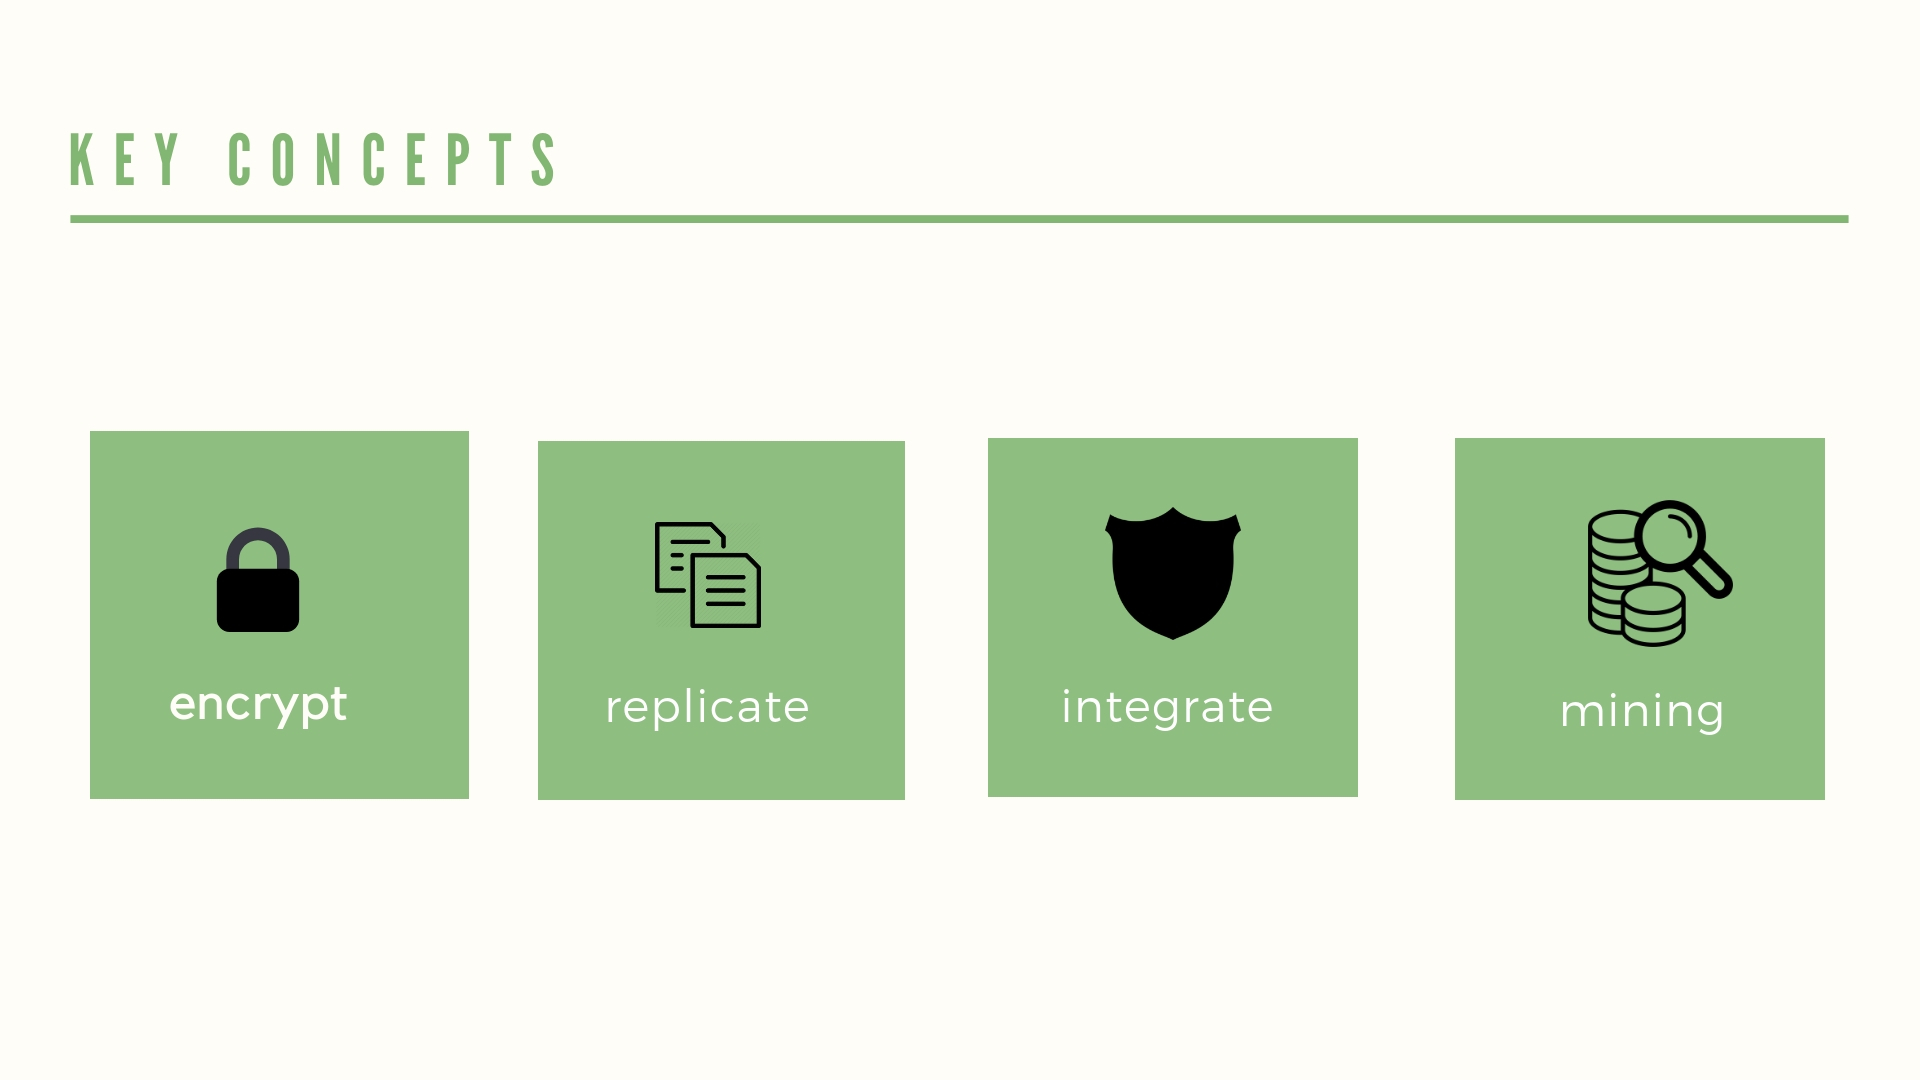 KEY CONCEPTS
encrypt
replicate
integrate
mining